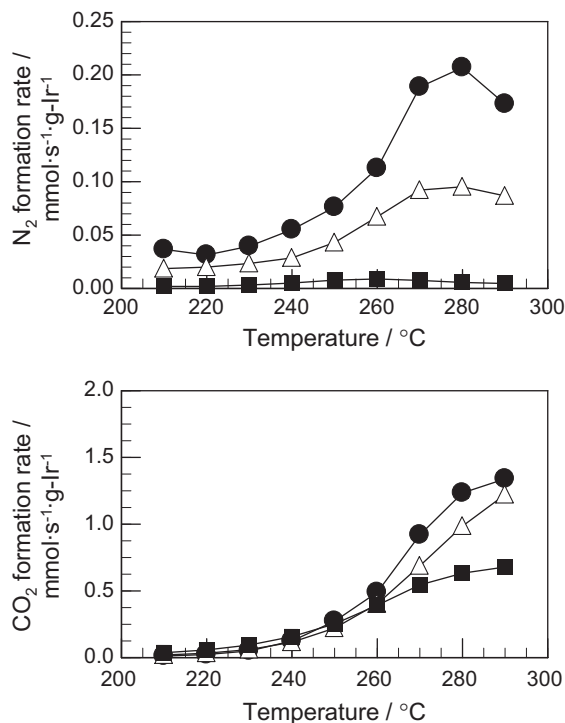 N₂ formation rate /
mmol·s⁻¹·g-Ir⁻¹
0.25
0.20
0.15
0.10
0.05
0.00
200 220 240 260 280 300
Temperature / °C
CO₂ formation rate /
mmol·s⁻¹·g-Ir⁻¹
2.0
1.5
1.0
0.5
0.0
200 220 240 260 280 300
Temperature / °C